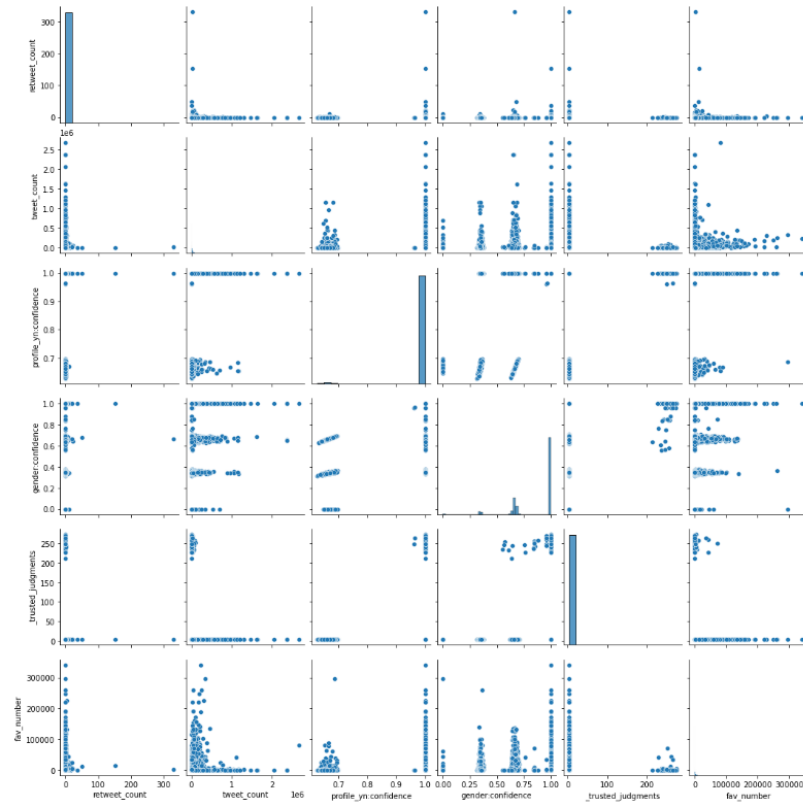 300
200
100
0
retweet_count
1e6
2.5
2.0
1.5
1.0
0.5
0.0
tweet_count
1.0
0.9
0.8
0.7
profile_yn:confidence
1.0
0.8
0.6
0.4
0.2
0.0
gender:confidence
250
200
150
100
50
0
_trusted_judgments
300000
200000
100000
0
fav_number
0 100 200 300
retweet_count
0 1 2 1e6
tweet_count
0.7 0.8 0.9 1.0
profile_yn:confidence
0.00 0.25 0.50 0.75 1.00
gender:confidence
0 100 200
_trusted_judgments
0 100000 200000 300000
fav_number